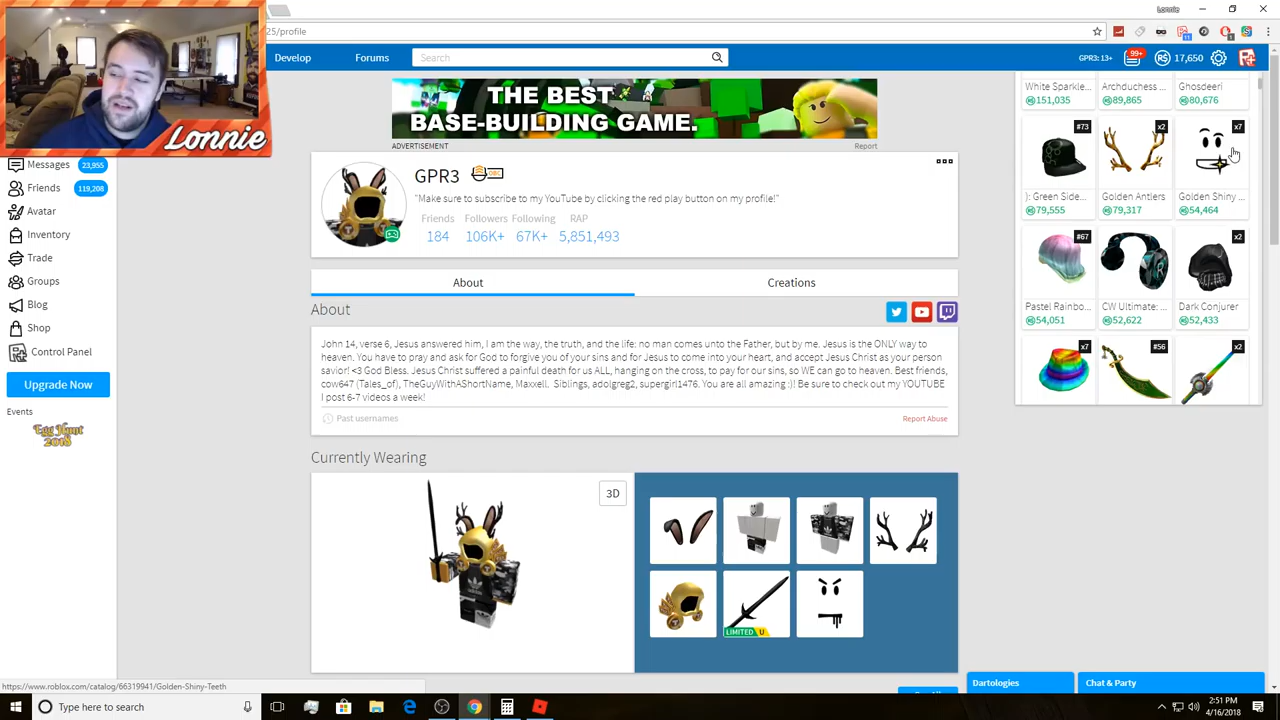 Lonnie
25/profile
Develop
Forums
Search
GPR3: 13+
99+
17,650
Lonnie
THE BEST
BASE-BUILDING GAME.
ADVERTISEMENT
Report
White Sparkle...
Archduchess ...
Ghosdeeri
151,035
89,865
80,676
#73
x2
x7
): Green Side...
Golden Antlers
Golden Shiny ...
79,555
79,317
54,464
#67
x2
Pastel Rainbo...
CW Ultimate: ...
Dark Conjurer
54,051
52,622
52,433
x7
#56
x2
Messages
23,955
Friends
119,208
Avatar
Inventory
Trade
Groups
Blog
Shop
Control Panel
Upgrade Now
Events
Egg Hunt
2018
GPR3
OBC
"Make sure to subscribe to my YouTube by clicking the red play button on my profile!"
Friends
Followers
Following
RAP
184
106K+
67K+
5,851,493
About
Creations
About
John 14, verse 6, Jesus answered him, I am the way, the truth, and the life: no man comes unto the Father, but by me. Jesus is the ONLY way to
heaven! You have to pray and ask for God to forgive you of your sins and for Jesus to come into your heart, and accept Jesus Christ as your person
savior! The sinless Jesus Christ suffered a painful death for us ALL, hanging on the cross, to pay for our sins so WE can go to heaven. Best friends,
cow647 (Tales_of), TheGuyWithAShortName, Maxxell. Siblings, adolgreg2, supergirl1476. You are all amazing :)! Be sure to check out my YOUTUBE
I post 6-7 videos a week!
Past usernames
Report Abuse
Currently Wearing
3D
LIMITED U
https://www.roblox.com/catalog/66319941/Golden-Shiny-Teeth
Dartologies
Chat & Party
Type here to search
2:51 PM
4/16/2018